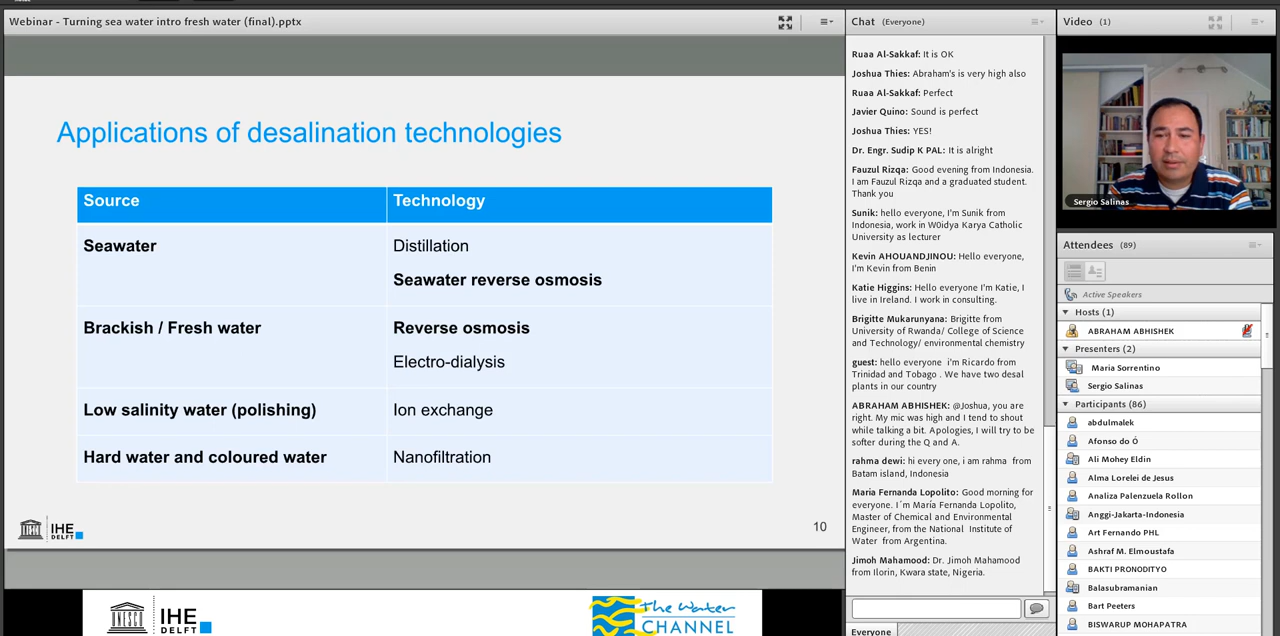 Webinar - Turning sea water intro fresh water (final).pptx
Applications of desalination technologies
Source Technology
Seawater Distillation
Seawater reverse osmosis
Brackish / Fresh water Reverse osmosis
Electro-dialysis
Low salinity water (polishing) Ion exchange
Hard water and coloured water Nanofiltration
UNESCO IHE
DELFT
10
UNESCO IHE
DELFT
The Water
CHANNEL
Chat (Everyone)
Ruaa Al-Sakkaf: It is OK
Joshua Thies: Abraham's is very high also
Ruaa Al-Sakkaf: Perfect
Javier Quino: Sound is perfect
Joshua Thies: YES!
Dr. Engr. Sudip K PAL: It is alright
Fauzul Rizqa: Good evening from Indonesia.
I am Fauzul Rizqa and a graduated student.
Thank you
Sunik: hello everyone, I'm Sunik from
Indonesia, work in W0idya Karya Catholic
University as lecturer
Kevin AHOUANDJINOU: Hello everyone,
I'm Kevin from Benin
Katie Higgins: Hello everyone I'm Katie, I
live in Ireland. I work in consulting.
Brigitte Mukarunyana: Brigitte from
University of Rwanda/ College of Science
and Technology/ environmental chemistry
guest: hello everyone i'm Ricardo from
Trinidad and Tobago . We have two desal
plants in our country
ABRAHAM ABHISHEK: @Joshua, you are
right. My mic was high and I tend to shout
while talking a bit. Apologies, I will try to be
softer during the Q and A.
rahma dewi: hi every one, i am rahma from
Batam island, Indonesia
Maria Fernanda Lopolito: Good morning for
everyone. I´m María Fernanda Lopolito,
Master of Chemical and Environmental
Engineer, from the National Institute of
Water from Argentina.
Jimoh Mahamood: Dr. Jimoh Mahamood
from Ilorin, Kwara state, Nigeria.
Everyone
Video (1)
Sergio Salinas
Attendees (89)
Active Speakers
Hosts (1)
ABRAHAM ABHISHEK
Presenters (2)
Maria Sorrentino
Sergio Salinas
Participants (86)
abdulmalek
Afonso do Ó
Ali Mohey Eldin
Alma Lorelei de Jesus
Analiza Palenzuela Rollon
Anggi-Jakarta-Indonesia
Art Fernando PHL
Ashraf M. Elmoustafa
BAKTI PRONODITYO
Balasubramanian
Bart Peeters
BISWARUP MOHAPATRA